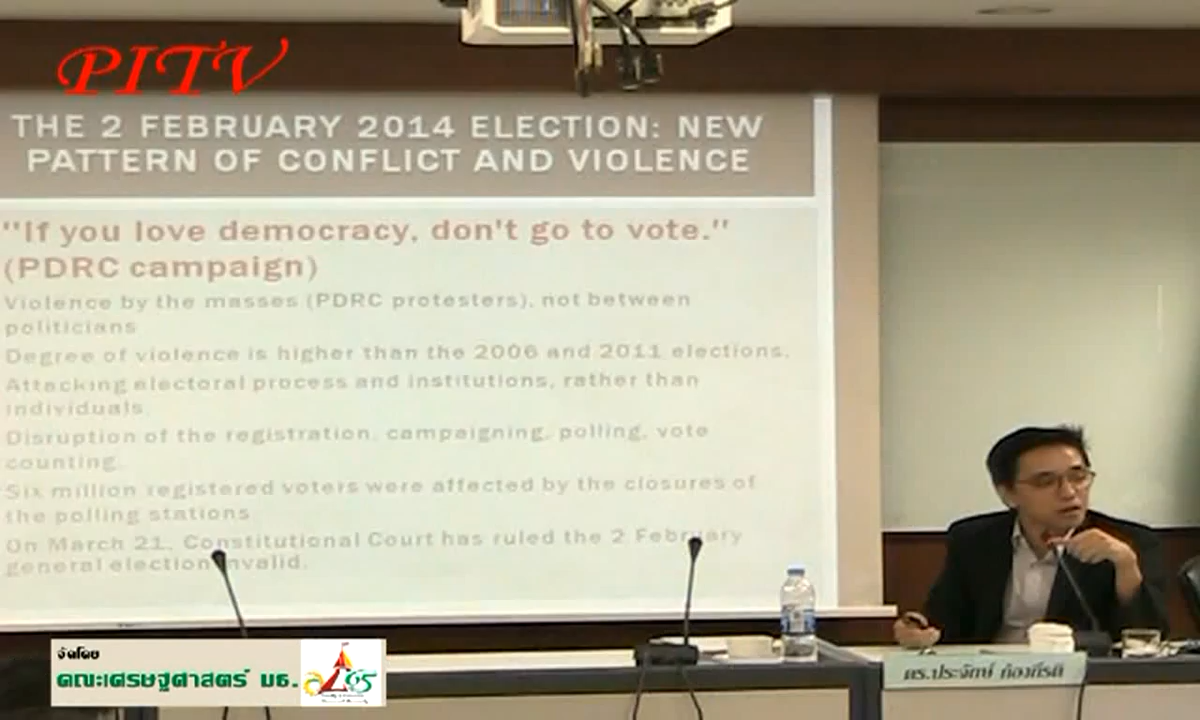 PITV
THE 2 FEBRUARY 2014 ELECTION: NEW
PATTERN OF CONFLICT AND VIOLENCE
"If you love democracy, don't go to vote."
(PDRC campaign)
Violence by the masses (PDRC protesters), not between
politicians
Degree of violence is higher than the 2006 and 2011 elections.
Attacking electoral process and institutions, rather than
individuals
Disruption of the registration, campaigning, polling, vote
counting.
Six million registered voters were affected by the closures of
the polling stations
On March 21, Constitutional Court has ruled the 2 February
general election invalid.
จัดโดย
คณะเศรษฐศาสตร์ มธ.
ดร.ประจักษ์ ก้องกีรติ